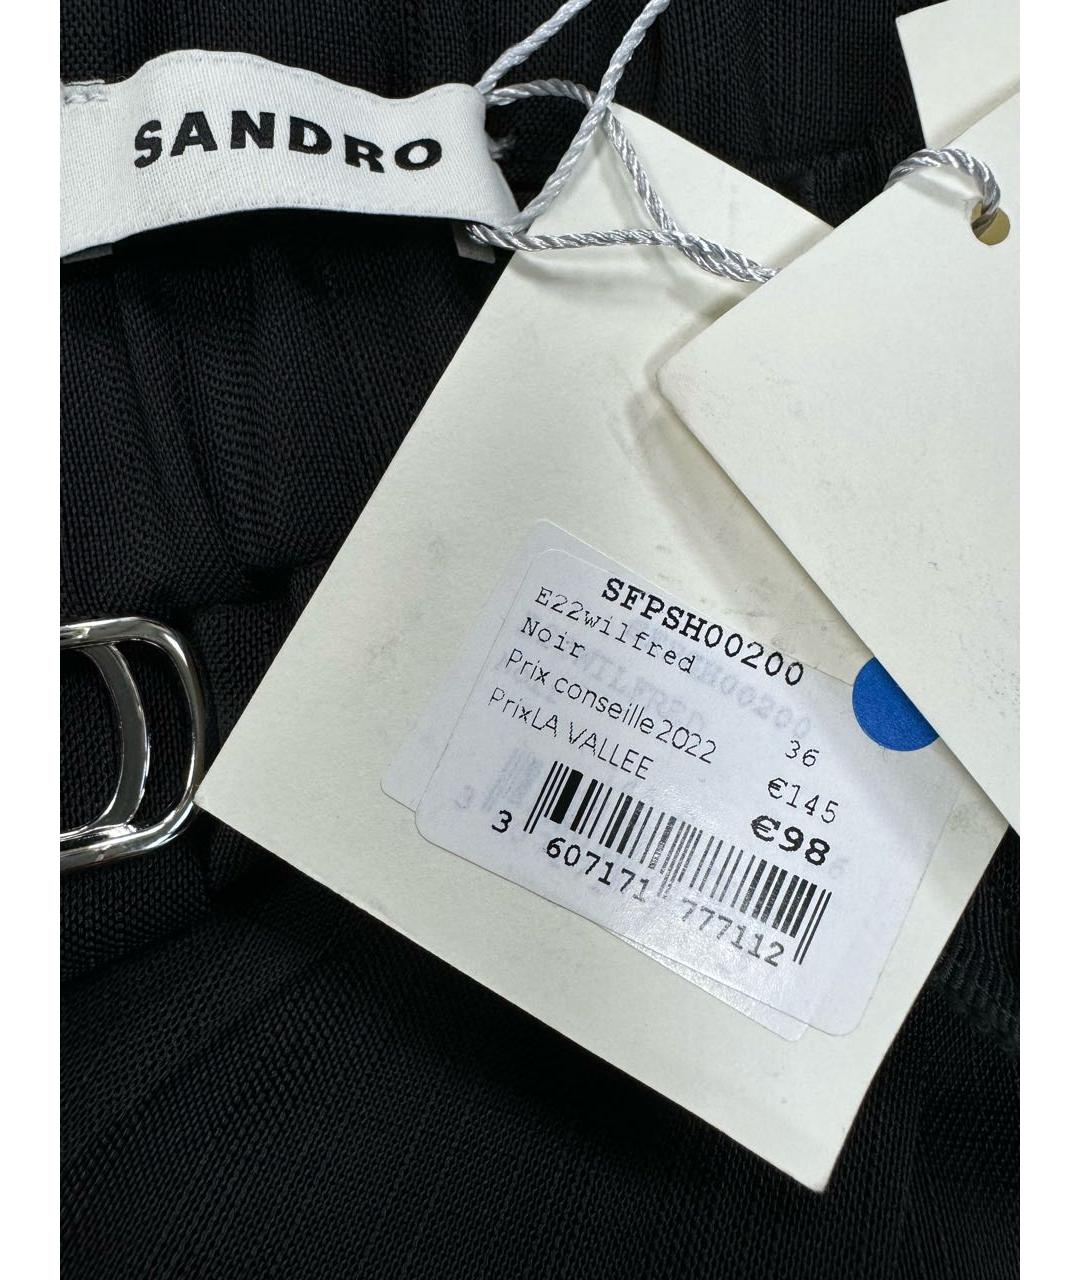 SANDRO
SFPSH00200
E22wilfred
Noir
36
Prix conseille 2022
€145
PrixLA VALLEE
€98
3 607171 777112